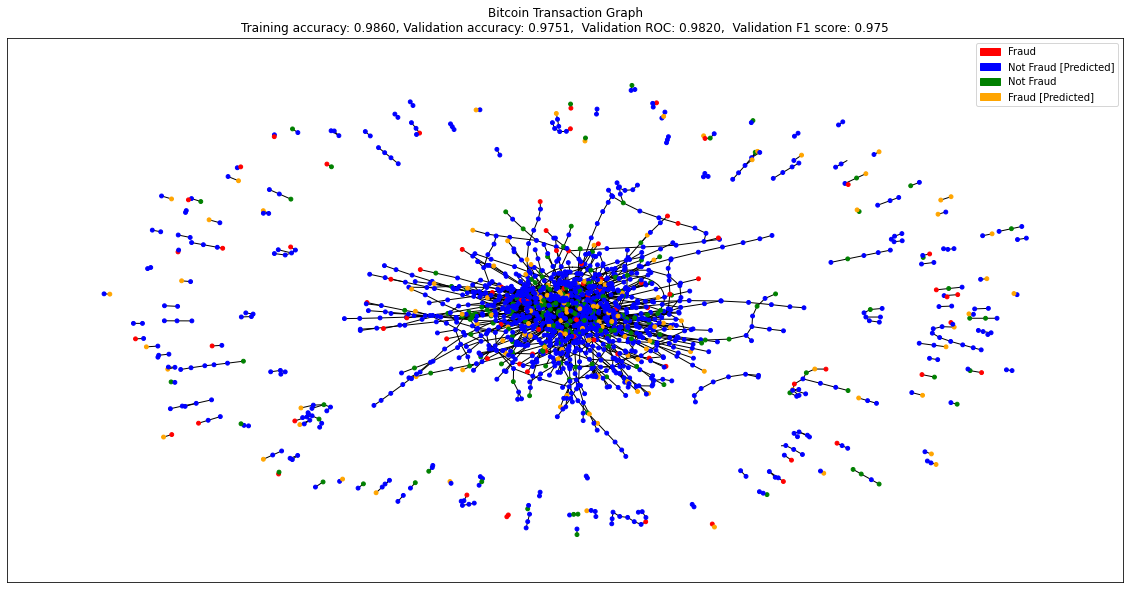 Bitcoin Transaction Graph
Training accuracy: 0.9860, Validation accuracy: 0.9751,  Validation ROC: 0.9820,  Validation F1 score: 0.975
Fraud
Not Fraud [Predicted]
Not Fraud
Fraud [Predicted]